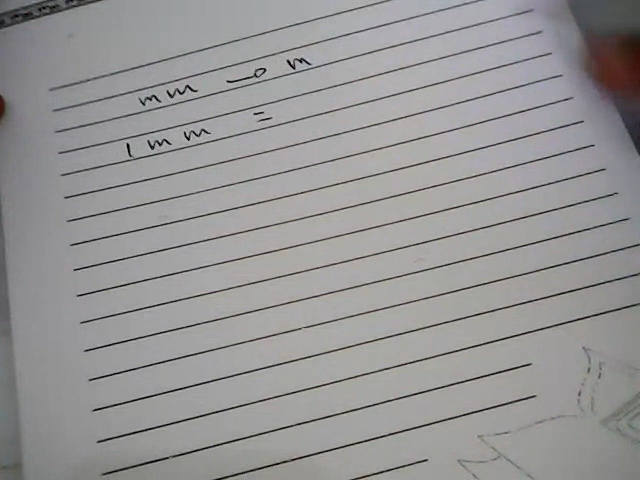 mm → m
1 mm =